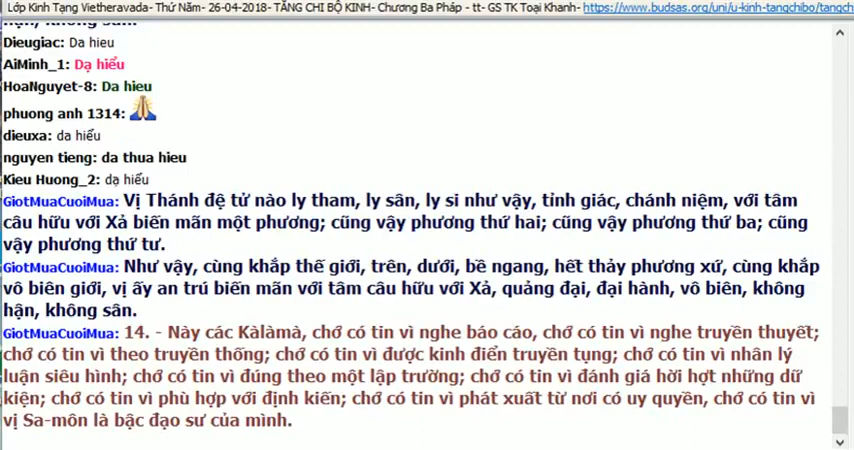 Lớp Kinh Tạng Vietheravada- Thứ Năm- 26-04-2018- TĂNG CHI BỘ KINH- Chương Ba Pháp - tt- GS TK Toại Khanh- https://www.budsas.org/uni/u-kinh-tangchibo/tangch
hận, không sân.
Dieugiac: Da hieu
AiMinh_1: Dạ hiểu
HoaNguyet-8: Da hieu
phuong anh 1314:
dieuxa: da hiểu
nguyen tieng: da thua hieu
Kieu Huong_2: dạ hiểu
GiotMuaCuoiMua: Vị Thánh đệ tử nào ly tham, ly sân, ly si như vậy, tỉnh giác, chánh niệm, với tâm
câu hữu với Xả biến mãn một phương; cũng vậy phương thứ hai; cũng vậy phương thứ ba; cũng
vậy phương thứ tư.
GiotMuaCuoiMua: Như vậy, cùng khắp thế giới, trên, dưới, bề ngang, hết thảy phương xứ, cùng khắp
vô biên giới, vị ấy an trú biến mãn với tâm câu hữu với Xả, quảng đại, đại hành, vô biên, không
hận, không sân.
GiotMuaCuoiMua: 14. - Này các Kàlàmà, chớ có tin vì nghe báo cáo, chớ có tin vì nghe truyền thuyết;
chớ có tin vì theo truyền thống; chớ có tin vì được kinh điển truyền tụng; chớ có tin vì nhân lý
luận siêu hình; chớ có tin vì đúng theo một lập trường; chớ có tin vì đánh giá hời hợt những dữ
kiện; chớ có tin vì phù hợp với định kiến; chớ có tin vì phát xuất từ nơi có uy quyền, chớ có tin vì
vị Sa-môn là bậc đạo sư của mình.